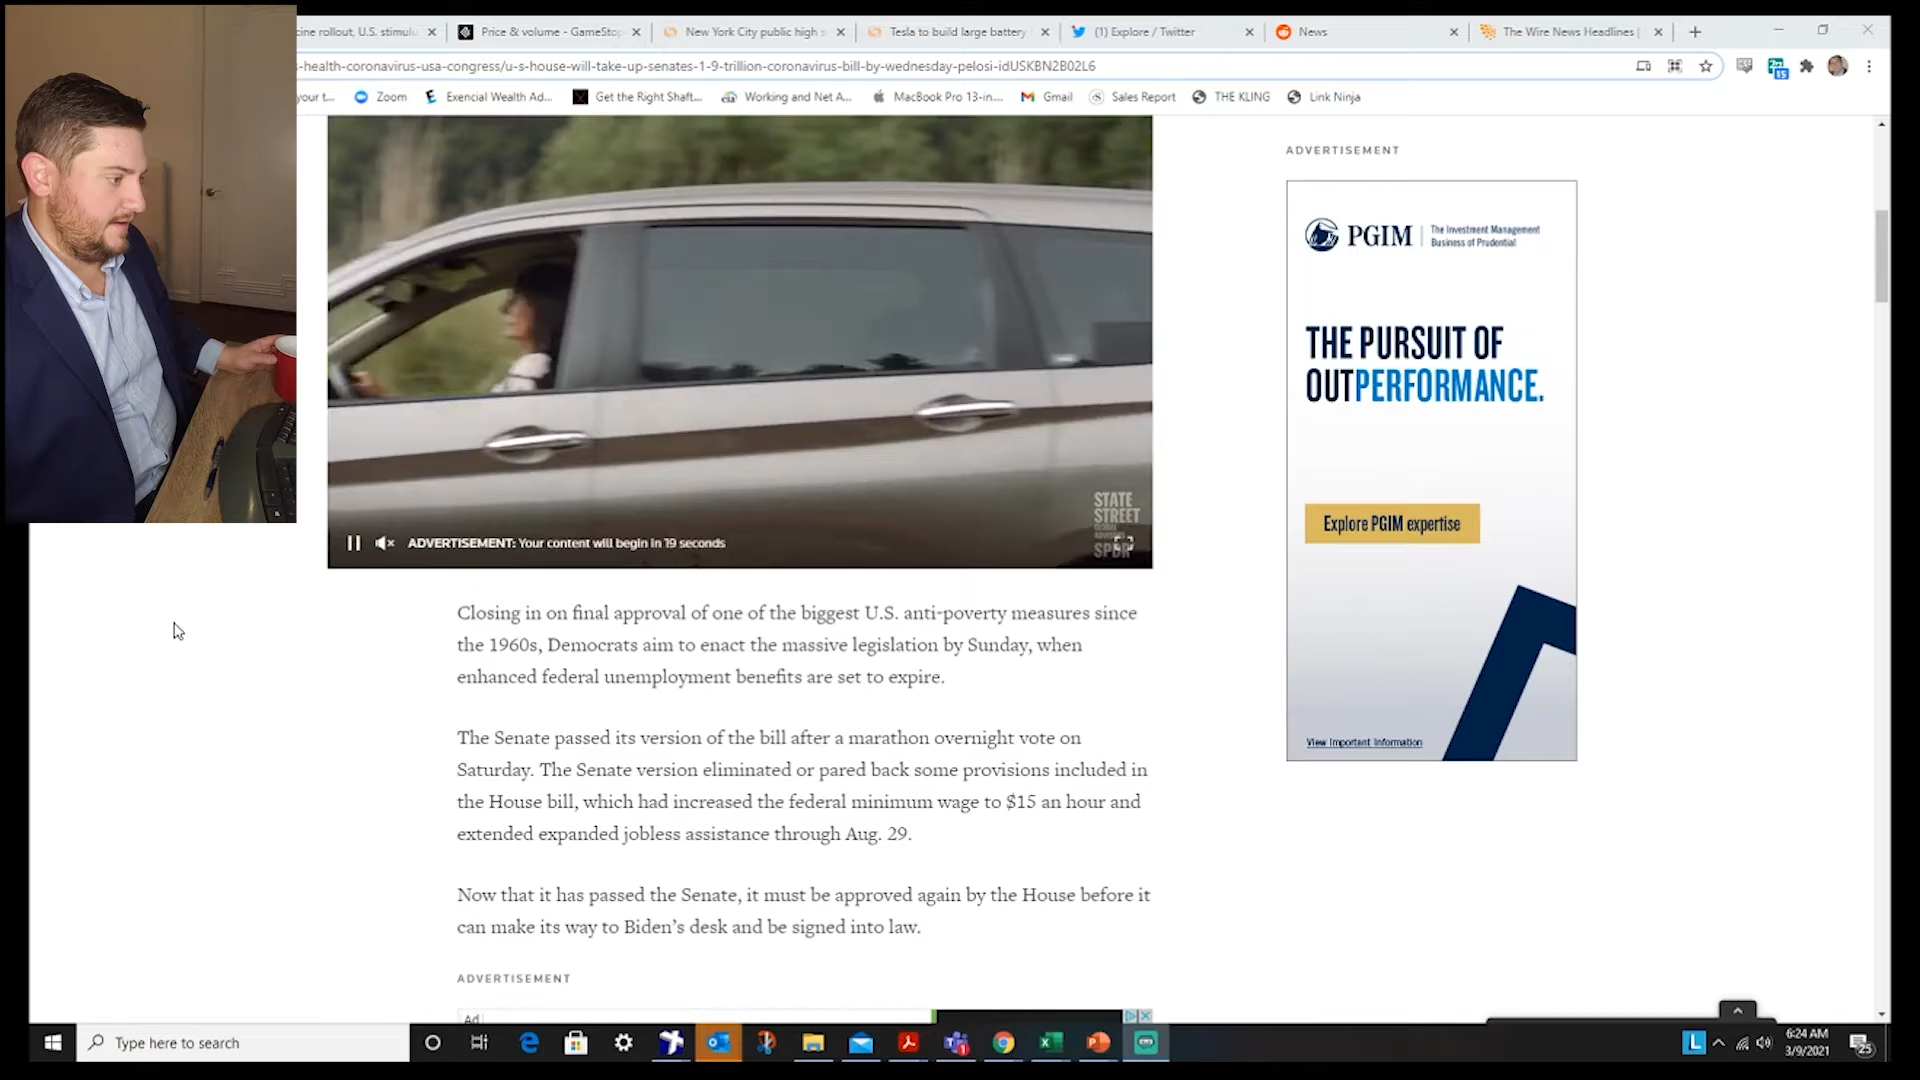 ine rollout, U.S. stimulu
Price & volume - GameStop
New York City public high s
Tesla to build large battery
(1) Explore / Twitter
News
The Wire News Headlines |
-health-coronavirus-usa-congress/u-s-house-will-take-up-senates-1-9-trillion-coronavirus-bill-by-wednesday-pelosi-idUSKBN2B02L6
your t...
Zoom
Exencial Wealth Ad...
Get the Right Shaft...
Working and Net A...
MacBook Pro 13-in....
Gmail
Sales Report
THE KLING
Link Ninja
STATE
STREET
GLOBAL
ADVISORS
SPDR
ADVERTISEMENT: Your content will begin in 19 seconds
Closing in on final approval of one of the biggest U.S. anti-poverty measures since
the 1960s, Democrats aim to enact the massive legislation by Sunday, when
enhanced federal unemployment benefits are set to expire.
The Senate passed its version of the bill after a marathon overnight vote on
Saturday. The Senate version eliminated or pared back some provisions included in
the House bill, which had increased the federal minimum wage to $15 an hour and
extended expanded jobless assistance through Aug. 29.
Now that it has passed the Senate, it must be approved again by the House before it
can make its way to Biden's desk and be signed into law.
ADVERTISEMENT
Ad
ADVERTISEMENT
PGIM
The Investment Management
Business of Prudential
THE PURSUIT OF
OUTPERFORMANCE.
Explore PGIM expertise
View Important Information
Type here to search
L
6:24 AM
3/9/2021
25